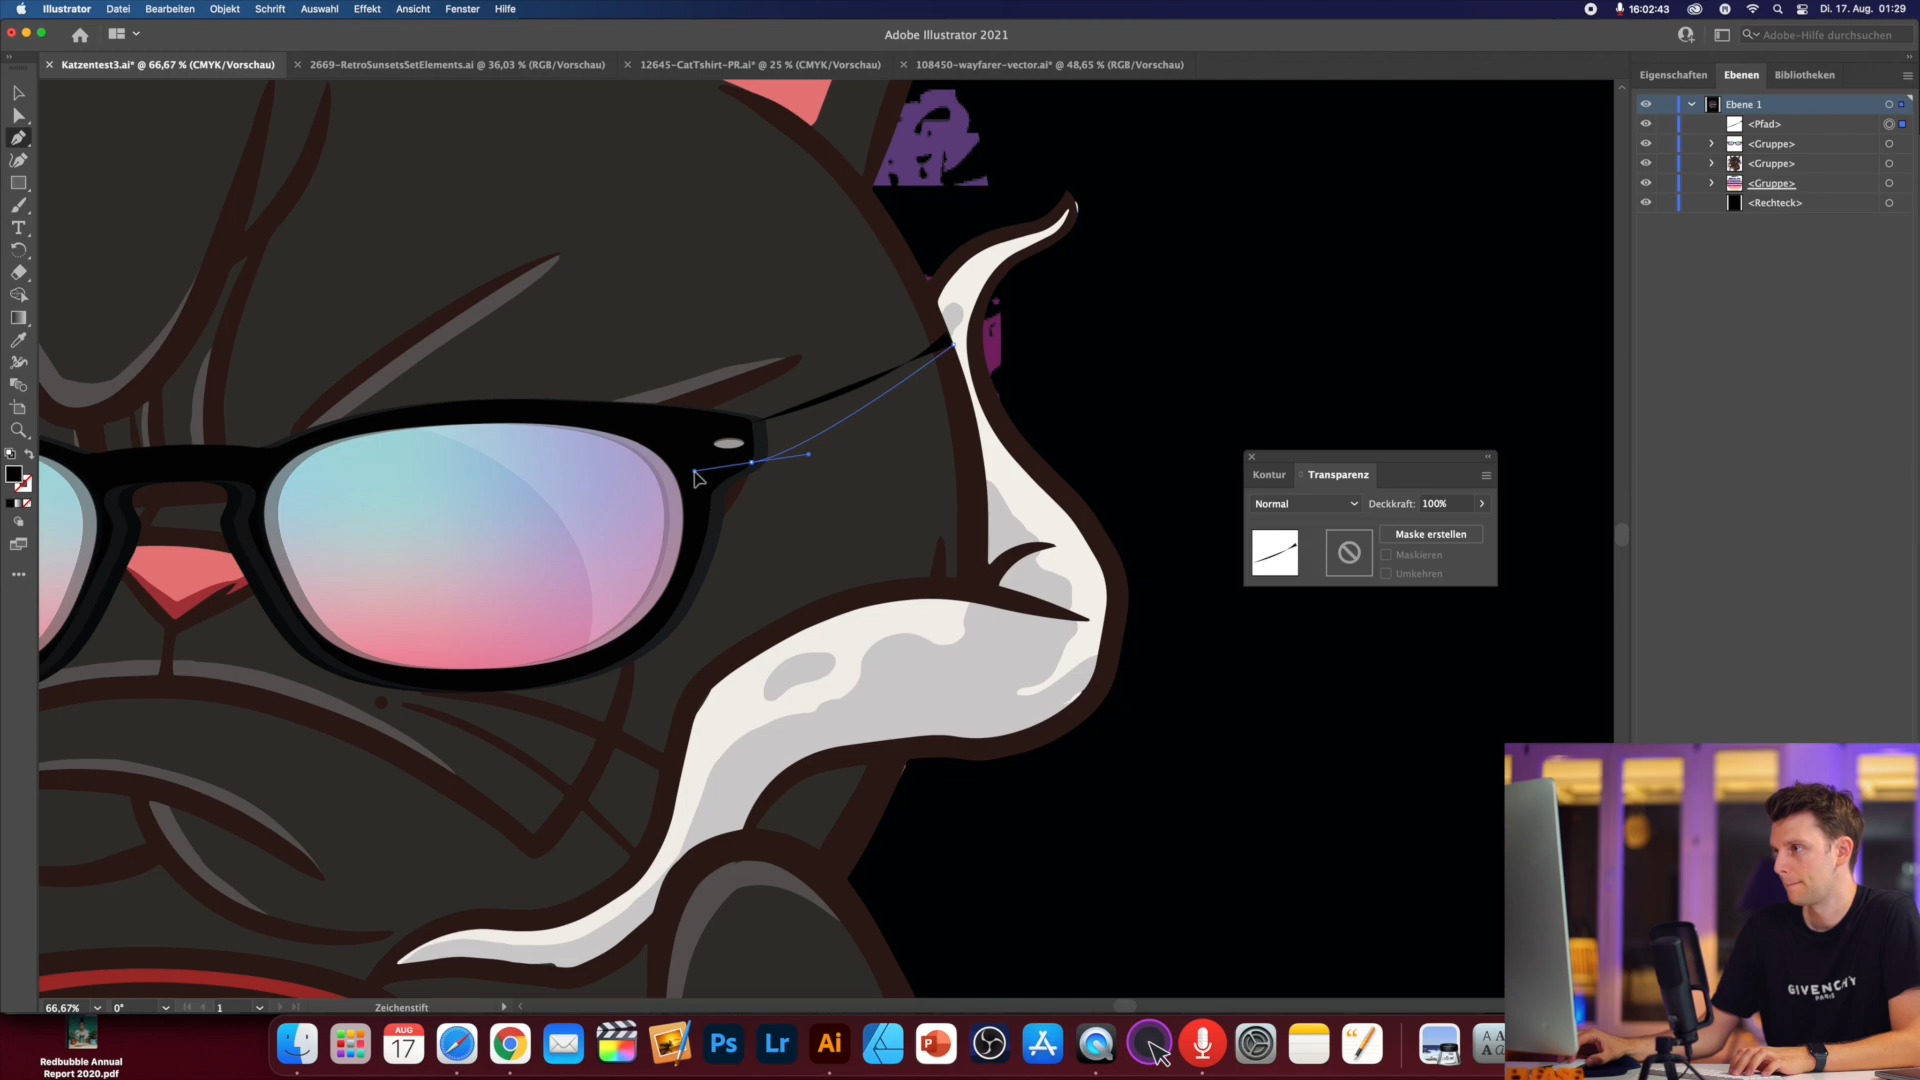 Illustrator Datei Bearbeiten Objekt Schrift Auswahl Effekt Ansicht Fenster Hilfe 16:02:43 Di. 17. Aug. 01:29
Adobe Illustrator 2021
Adobe-Hilfe durchsuchen
Katzentest3.ai* @ 66,67 % (CMYK/Vorschau) 2669-RetroSunsetsSetElements.ai @ 36,03 % (RGB/Vorschau) 12645-CatTshirt-PR.ai* @ 25 % (CMYK/Vorschau) 108450-wayfarer-vector.ai* @ 48,65 % (RGB/Vorschau)
Eigenschaften Ebenen Bibliotheken
Ebene 1
<Pfad>
<Gruppe>
<Gruppe>
<Gruppe>
<Rechteck>
Kontur Transparenz
Normal Deckkraft: 100%
Maske erstellen
Maskieren
Umkehren
66,67% 0° 1 Zeichenstift
AUG
17
Ps
Lr
Ai
P
Redbubble Annual
Report 2020.pdf
GIVENCHY
PARIS